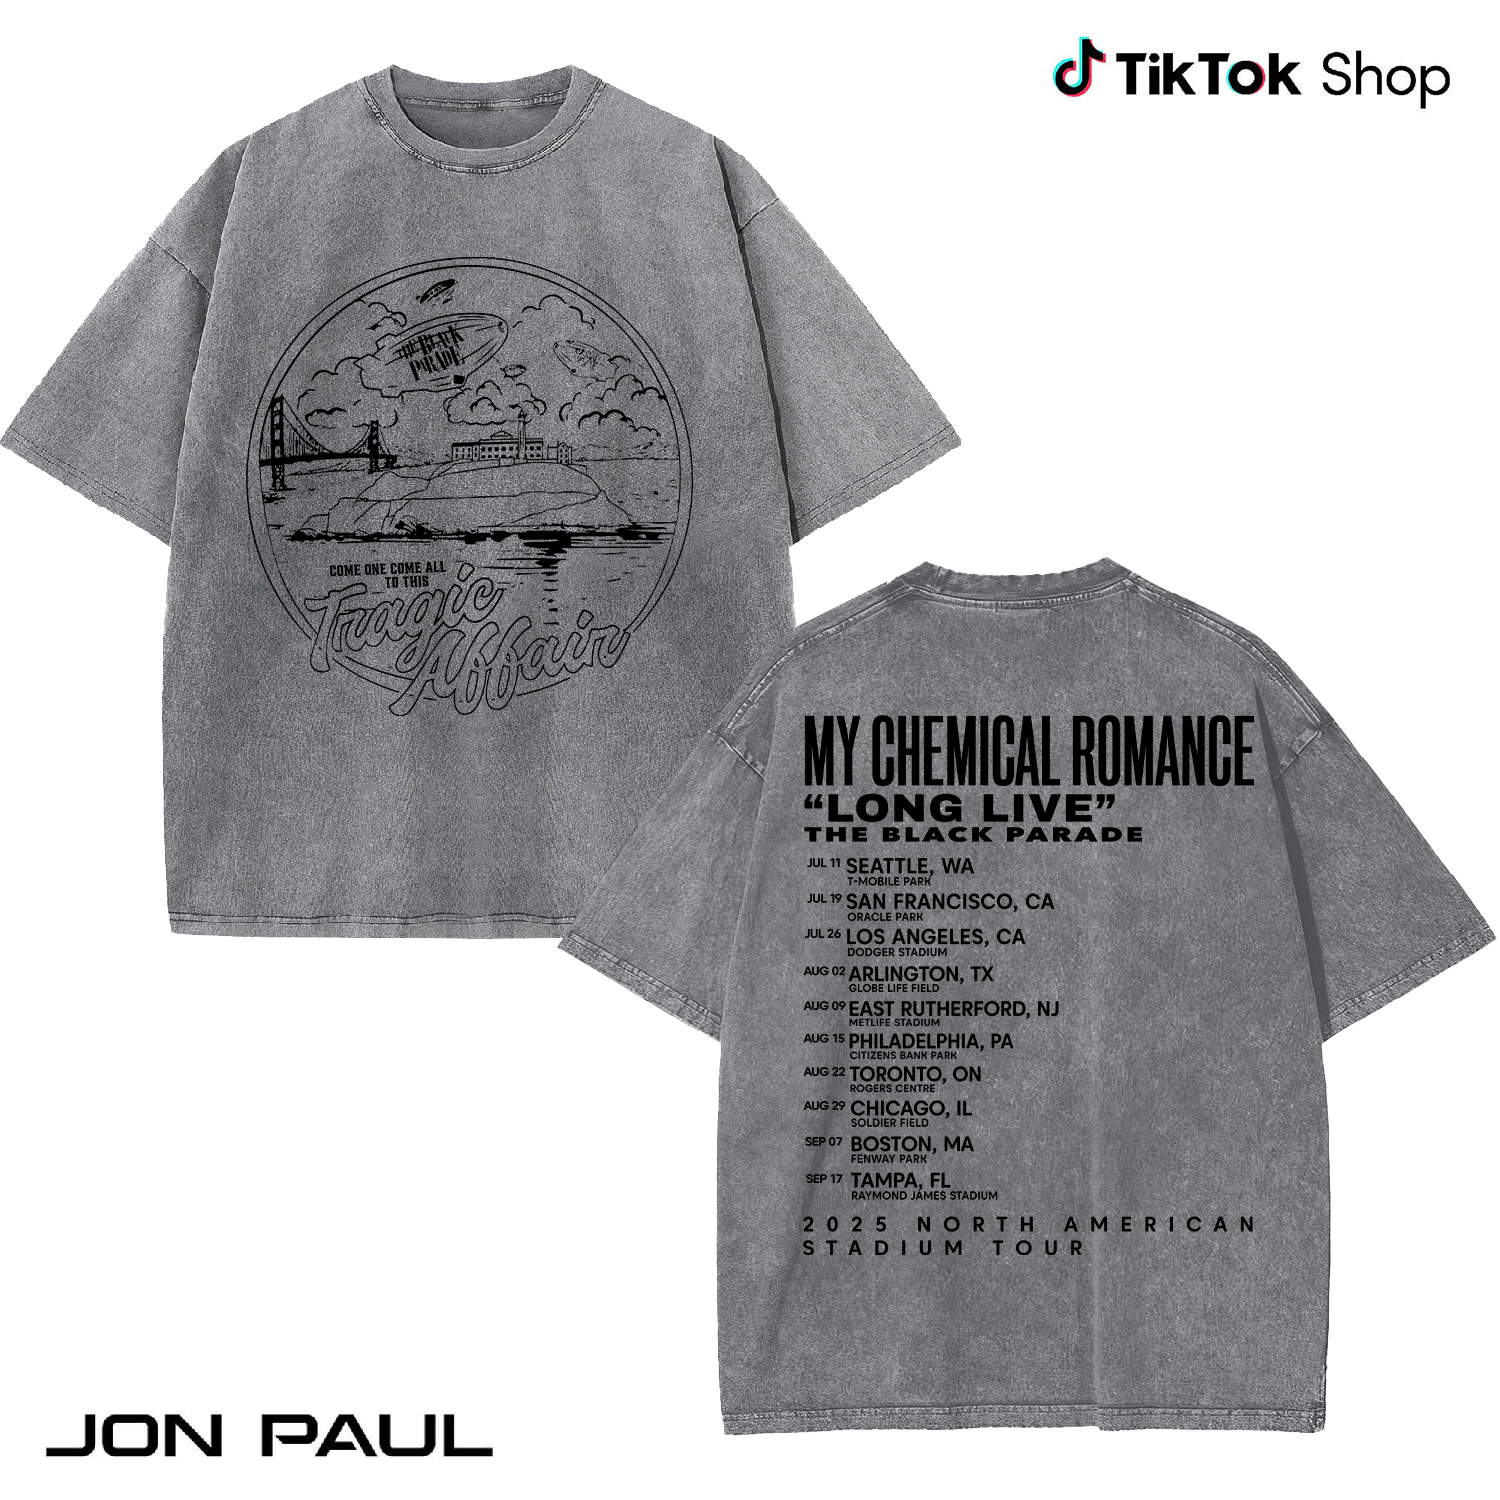 TikTok Shop
THE BLACK
PARADE
COME ONE COME ALL
TO THIS
Tragic
Affair
MY CHEMICAL ROMANCE
“LONG LIVE”
THE BLACK PARADE
JUL 11 SEATTLE, WA
T-MOBILE PARK
JUL 19 SAN FRANCISCO, CA
ORACLE PARK
JUL 26 LOS ANGELES, CA
DODGER STADIUM
AUG 02 ARLINGTON, TX
GLOBE LIFE FIELD
AUG 09 EAST RUTHERFORD, NJ
METLIFE STADIUM
AUG 15 PHILADELPHIA, PA
CITIZENS BANK PARK
AUG 22 TORONTO, ON
ROGERS CENTRE
AUG 29 CHICAGO, IL
SOLDIER FIELD
SEP 07 BOSTON, MA
FENWAY PARK
SEP 17 TAMPA, FL
RAYMOND JAMES STADIUM
2025 NORTH AMERICAN
STADIUM TOUR
JON PAUL